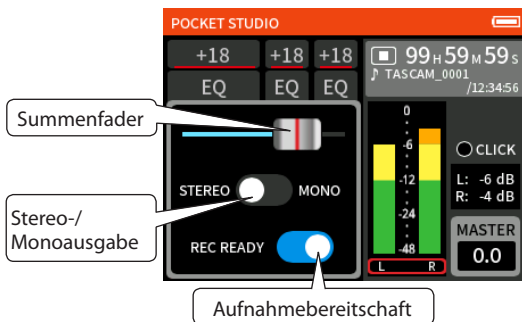 POCKET STUDIO
+18 +18 +18
EQ EQ EQ
99H59M59s
♪ TASCAM_0001
/12:34:56
Summenfader
STEREO MONO
Stereo-/
Monoausgabe
REC READY
Aufnahmebereitschaft
0
-6
-12
-24
-48
L R
CLICK
L: -6 dB
R: -4 dB
MASTER
0.0